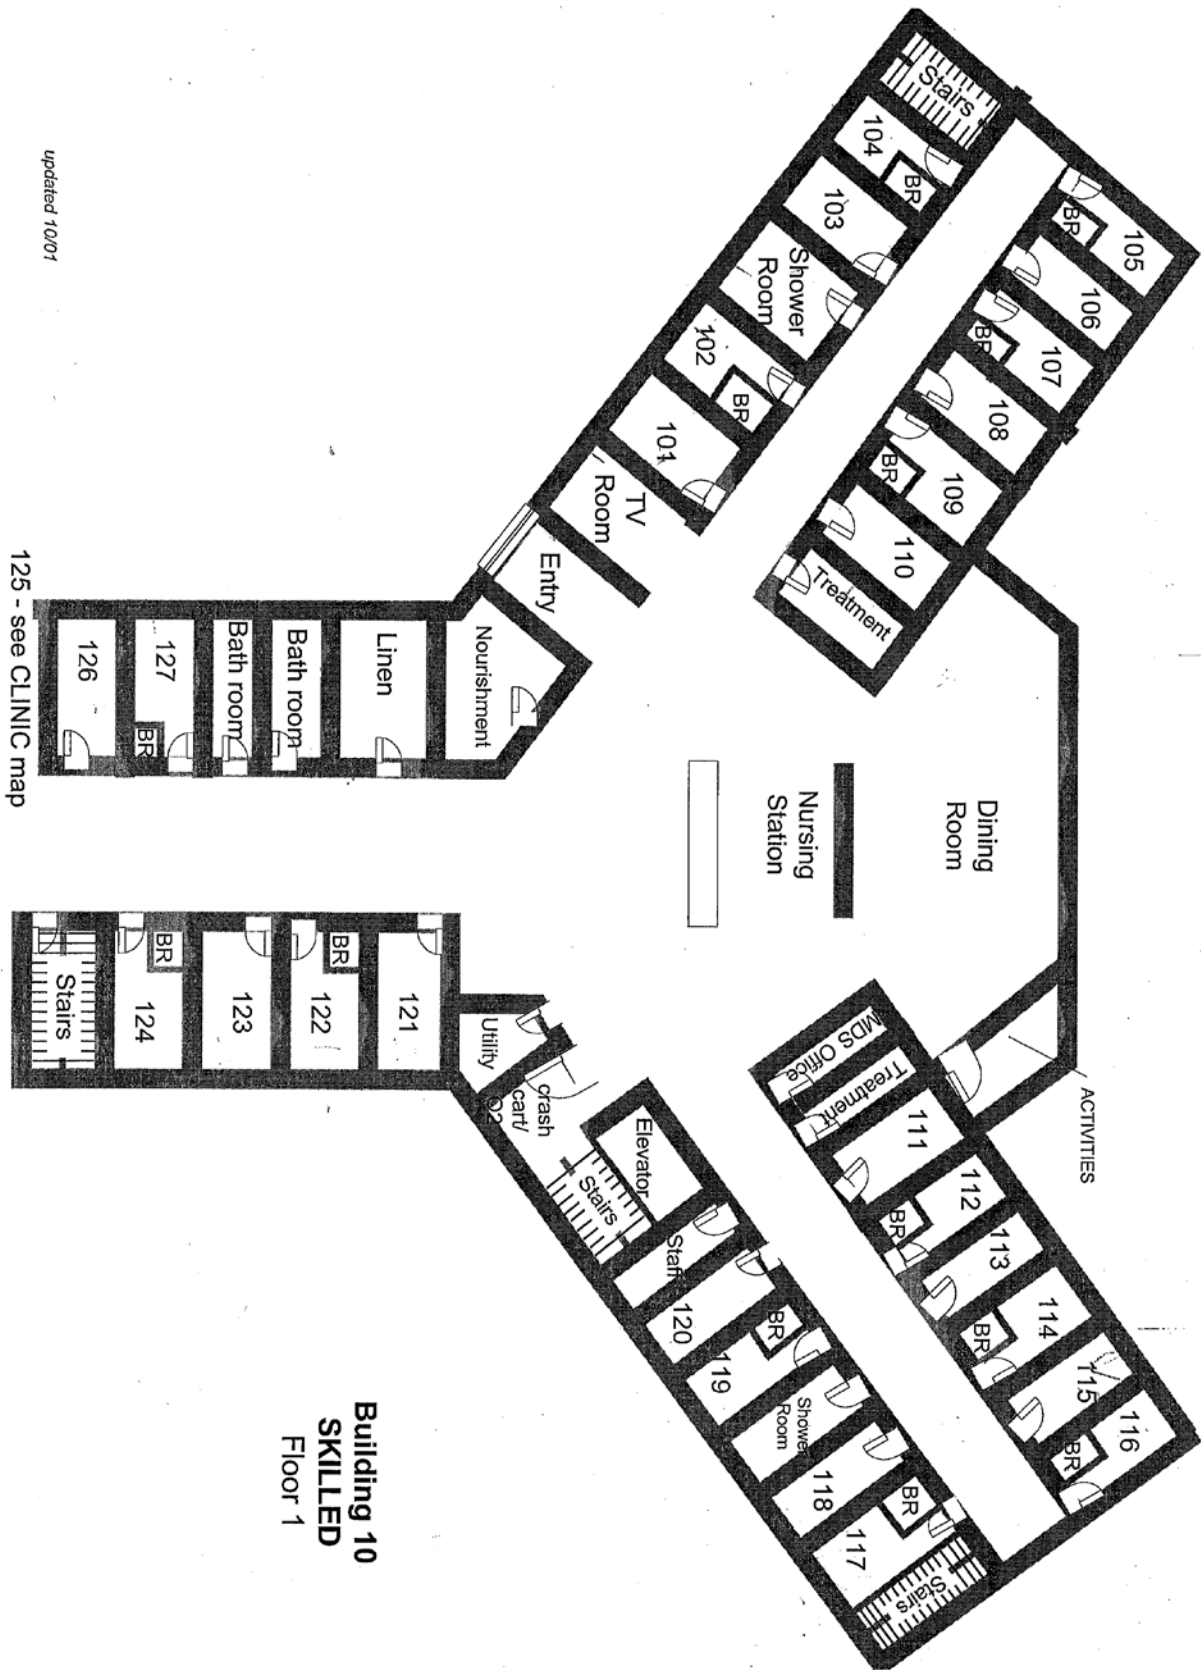 Stairs
104
BR
103
Shower
Room
102
BR
101
TV
Room
Entry
105
BR
106
107
BR
108
109
BR
110
Treatment
Nourishment
Linen
Bath room
Bath room
127
BR
126
125 - see CLINIC map
updated 10/01
Dining
Room
Nursing
Station
ACTIVITIES
MDS Office
Treatment
111
112
BR
113
114
BR
115
116
BR
121
122
BR
123
124
BR
Stairs
Utility
crash
cart/
O2
Elevator
Stairs
Staff
120
119
BR
Shower
Room
118
117
BR
Stairs
Building 10
SKILLED
Floor 1